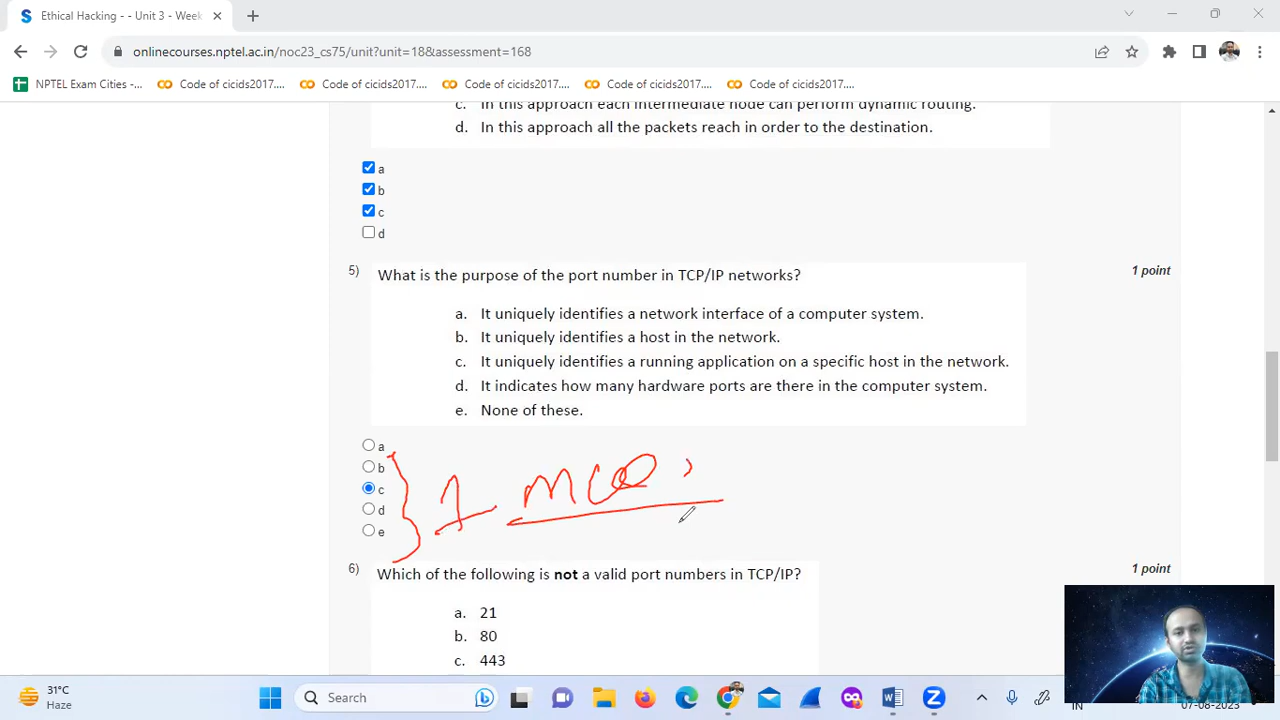 Ethical Hacking - - Unit 3 - Week
onlinecourses.nptel.ac.in/noc23_cs75/unit?unit=18&assessment=168
NPTEL Exam Cities -...
Code of cicids2017....
Code of cicids2017....
Code of cicids2017....
Code of cicids2017....
Code of cicids2017....
c. In this approach each intermediate node can perform dynamic routing.
d. In this approach all the packets reach in order to the destination.
a
b
c
d
5) What is the purpose of the port number in TCP/IP networks? 1 point
a. It uniquely identifies a network interface of a computer system.
b. It uniquely identifies a host in the network.
c. It uniquely identifies a running application on a specific host in the network.
d. It indicates how many hardware ports are there in the computer system.
e. None of these.
a
b
c
d
e
1 MCQ
6) Which of the following is not a valid port numbers in TCP/IP? 1 point
a. 21
b. 80
c. 443
31°C
Haze
Search
IN
07-08-2023